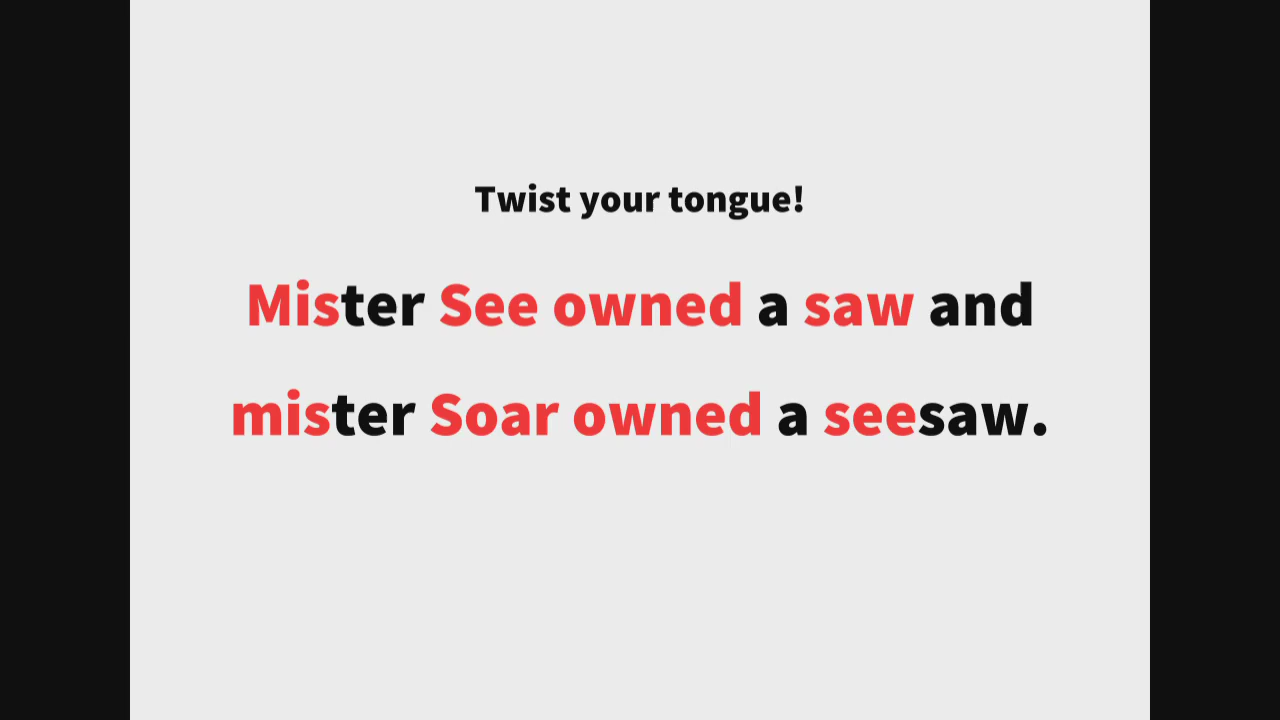 Twist your tongue!
Mister See owned a saw and
mister Soar owned a seesaw.